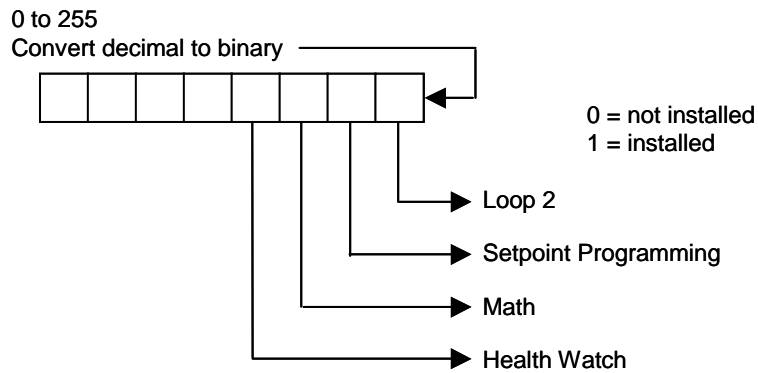 0 to 255
Convert decimal to binary
0 = not installed
1 = installed
Loop 2
Setpoint Programming
Math
Health Watch